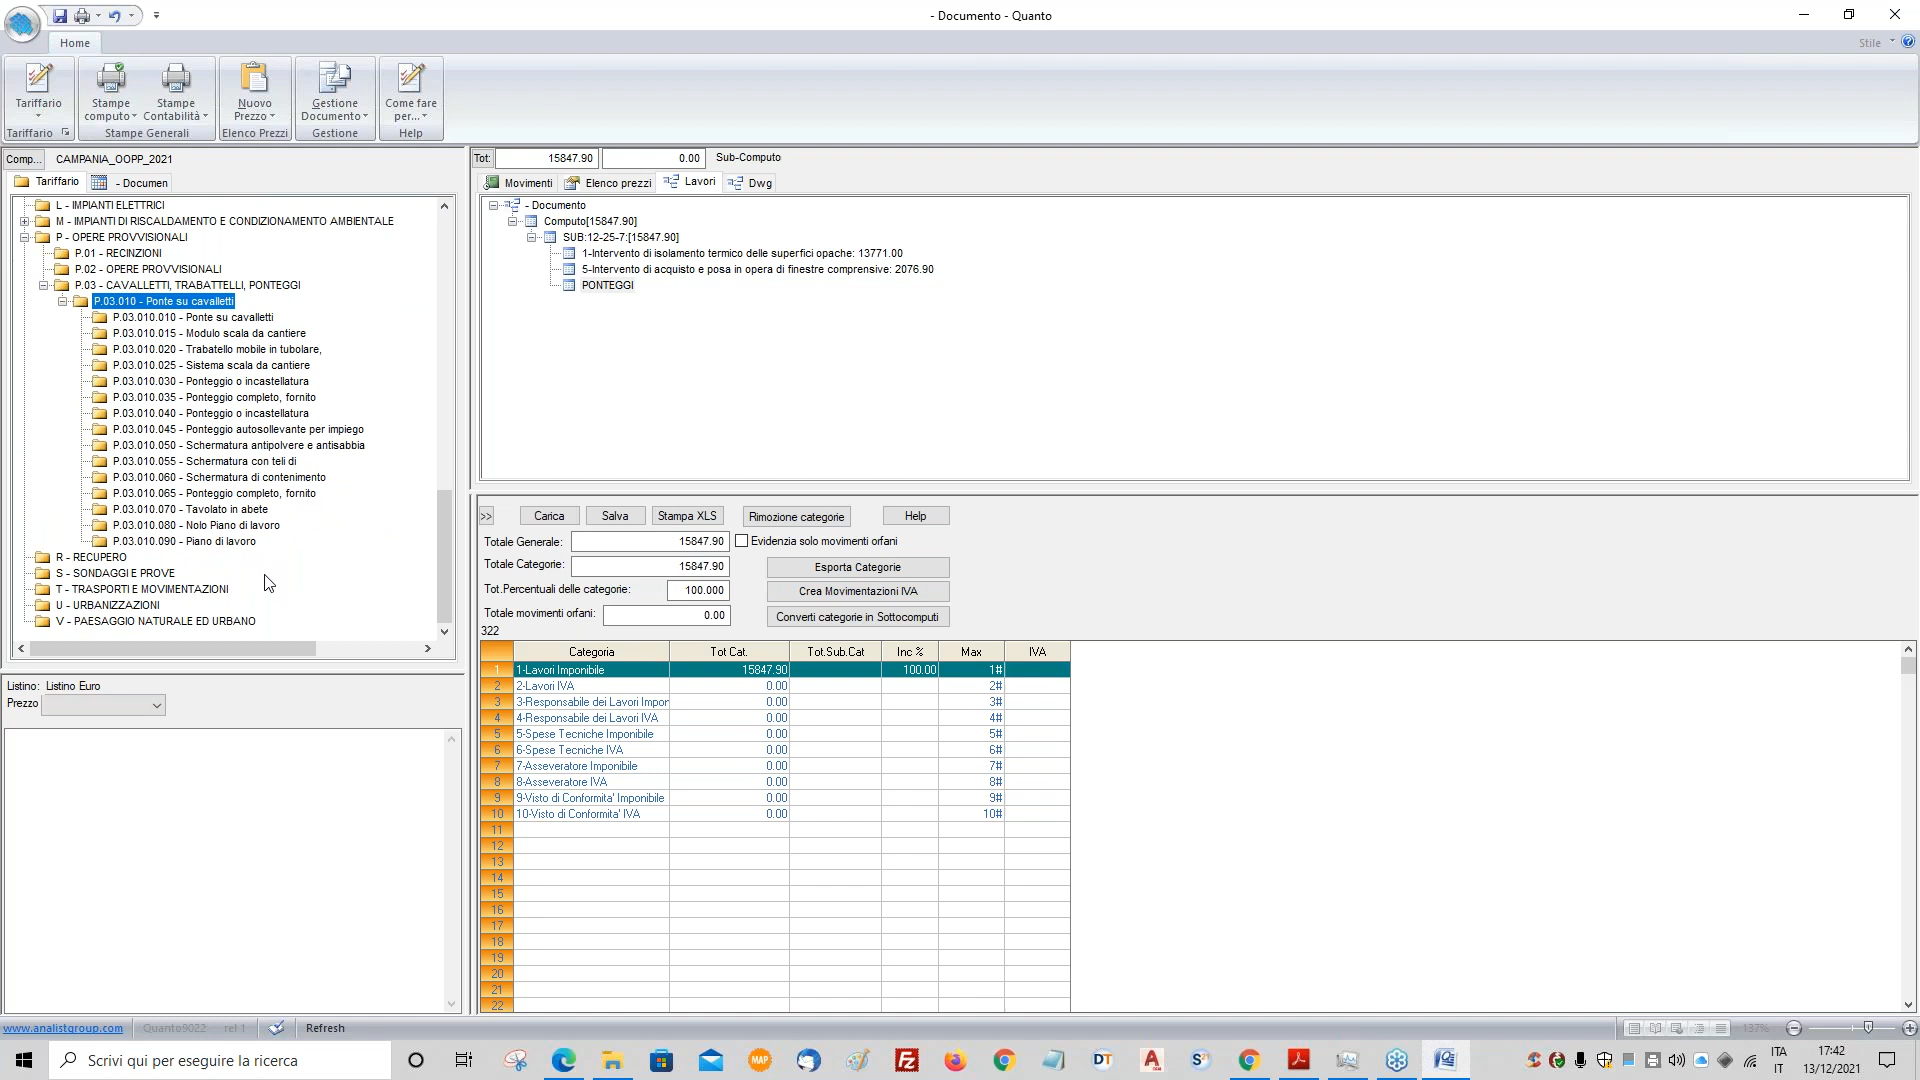 - Documento - Quanto
Home
Stile
Tariffario
Stampe computo
Stampe Contabilità
Nuovo Prezzo
Gestione Documento
Come fare per...
Tariffario
Stampe Generali
Elenco Prezzi
Gestione
Help
Comp... CAMPANIA_OOPP_2021
Tariffario - Documen
L - IMPIANTI ELETTRICI
M - IMPIANTI DI RISCALDAMENTO E CONDIZIONAMENTO AMBIENTALE
P - OPERE PROVVISIONALI
P.01 - RECINZIONI
P.02 - OPERE PROVVISIONALI
P.03 - CAVALLETTI, TRABATTELLI, PONTEGGI
P.03.010 - Ponte su cavalletti
P.03.010.010 - Ponte su cavalletti
P.03.010.015 - Modulo scala da cantiere
P.03.010.020 - Trabatello mobile in tubolare,
P.03.010.025 - Sistema scala da cantiere
P.03.010.030 - Ponteggio o incastellatura
P.03.010.035 - Ponteggio completo, fornito
P.03.010.040 - Ponteggio o incastellatura
P.03.010.045 - Ponteggio autosollevante per impiego
P.03.010.050 - Schermatura antipolvere e antisabbia
P.03.010.055 - Schermatura con teli di
P.03.010.060 - Schermatura di contenimento
P.03.010.065 - Ponteggio completo, fornito
P.03.010.070 - Tavolato in abete
P.03.010.080 - Nolo Piano di lavoro
P.03.010.090 - Piano di lavoro
R - RECUPERO
S - SONDAGGI E PROVE
T - TRASPORTI E MOVIMENTAZIONI
U - URBANIZZAZIONI
V - PAESAGGIO NATURALE ED URBANO
Listino: Listino Euro
Prezzo
Tot: 15847.90 0.00 Sub-Computo
Movimenti Elenco prezzi Lavori Dwg
- Documento
Computo[15847.90]
SUB:12-25-7:[15847.90]
1-Intervento di isolamento termico delle superfici opache: 13771.00
5-Intervento di acquisto e posa in opera di finestre comprensive: 2076.90
PONTEGGI
>> Carica Salva Stampa XLS Rimozione categorie Help
Totale Generale: 15847.90 Evidenzia solo movimenti orfani
Totale Categorie: 15847.90 Esporta Categorie
Tot.Percentuali delle categorie: 100.000 Crea Movimentazioni IVA
Totale movimenti orfani: 0.00 Converti categorie in Sottocomputi
322
Categoria Tot Cat. Tot.Sub.Cat Inc % Max IVA
1 1-Lavori Imponibile 15847.90 100.00 1#
2 2-Lavori IVA 0.00 2#
3 3-Responsabile dei Lavori Impor 0.00 3#
4 4-Responsabile dei Lavori IVA 0.00 4#
5 5-Spese Tecniche Imponibile 0.00 5#
6 6-Spese Tecniche IVA 0.00 6#
7 7-Asseveratore Imponibile 0.00 7#
8 8-Asseveratore IVA 0.00 8#
9 9-Visto di Conformita' Imponibile 0.00 9#
10 10-Visto di Conformita' IVA 0.00 10#
11
12
13
14
15
16
17
18
19
20
21
22
www.analistgroup.com Quanto9022 rel 1 Refresh 137%
Scrivi qui per eseguire la ricerca
MAP
DT
ITA
IT
17:42
13/12/2021